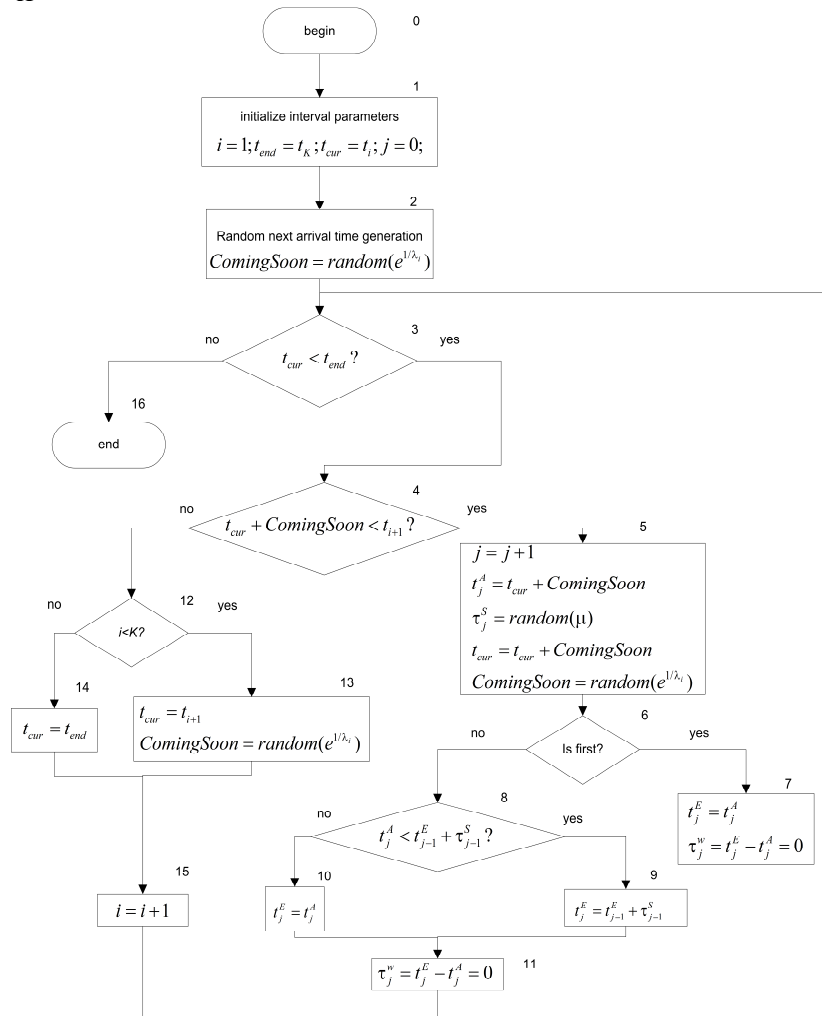 begin
0
1
initialize interval parameters
i = 1; t_end = t_K; t_cur = t_i; j = 0;
2
Random next arrival time generation
ComingSoon = random(e^{1/λ_i})
3
no
yes
t_cur < t_end ?
16
end
4
no
yes
t_cur + ComingSoon < t_{i+1} ?
5
j = j + 1
t_j^A = t_cur + ComingSoon
τ_j^S = random(μ)
t_cur = t_cur + ComingSoon
ComingSoon = random(e^{1/λ_i})
12
no
yes
i<K?
14
t_cur = t_end
13
t_cur = t_{i+1}
ComingSoon = random(e^{1/λ_i})
6
no
yes
Is first?
7
t_j^E = t_j^A
τ_j^w = t_j^E − t_j^A = 0
8
no
yes
t_j^A < t_{j-1}^E + τ_{j-1}^S ?
10
t_j^E = t_j^A
9
t_j^E = t_{j-1}^E + τ_{j-1}^S
15
i = i + 1
11
τ_j^w = t_j^E − t_j^A = 0